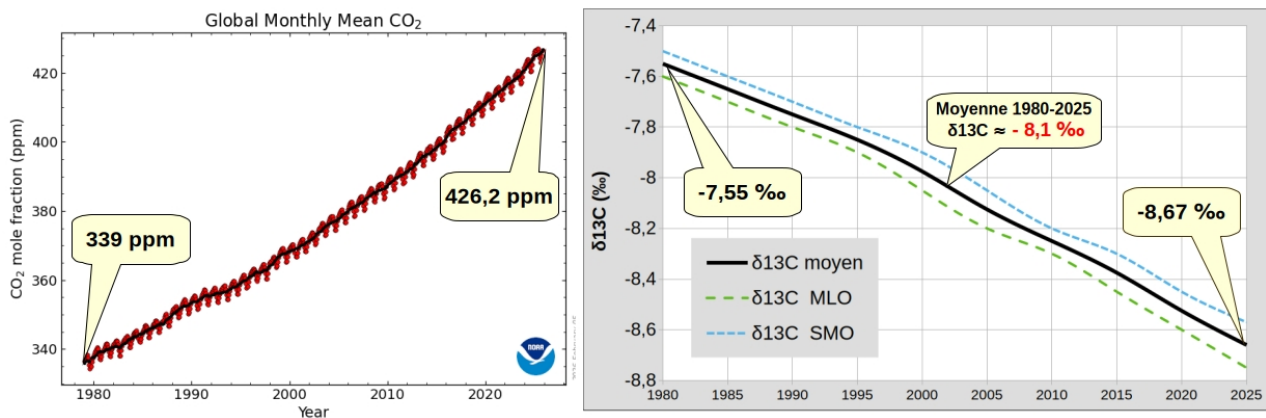 Global Monthly Mean CO₂
CO₂ mole fraction (ppm)
420
400
380
360
340
339 ppm
426,2 ppm
NOAA
1980
1990
2000
2010
2020
Year
δ13C (‰)
-7,4
-7,6
-7,8
-8
-8,2
-8,4
-8,6
-8,8
Moyenne 1980-2025
δ13C ≈ - 8,1 ‰
-7,55 ‰
-8,67 ‰
δ13C moyen
δ13C MLO
δ13C SMO
1980
1985
1990
1995
2000
2005
2010
2015
2020
2025